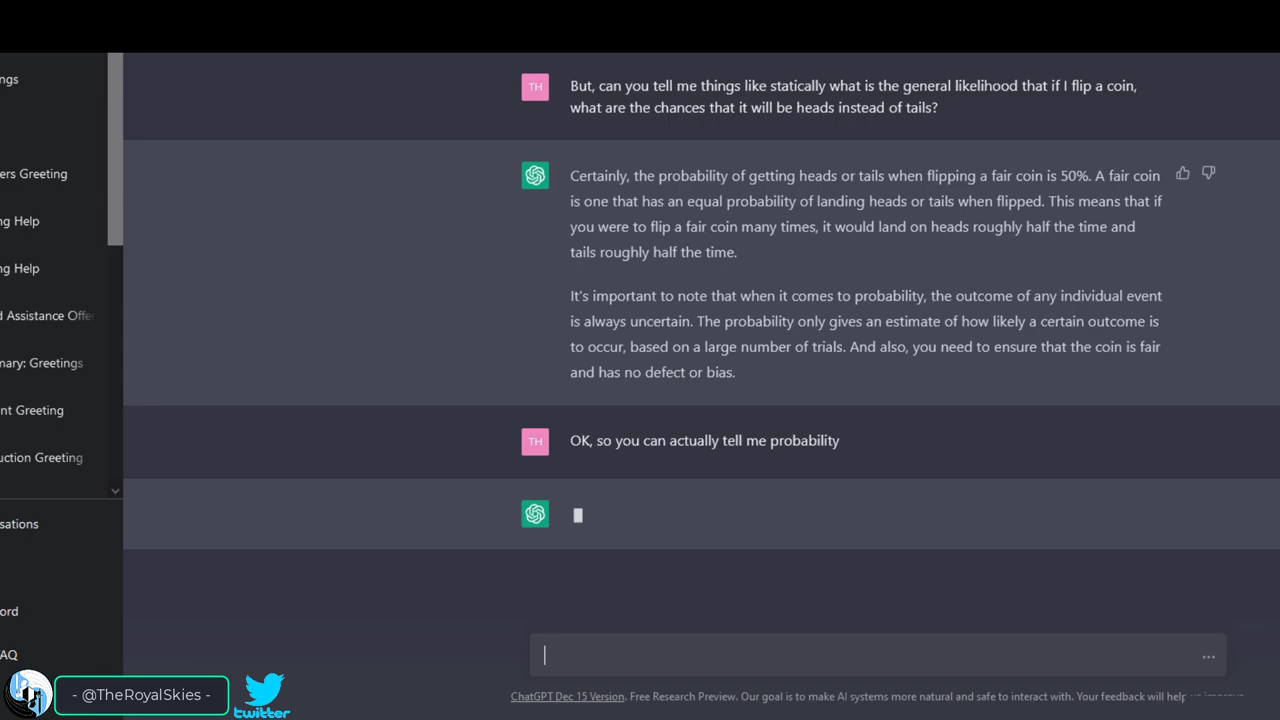 TH
But, can you tell me things like statically what is the general likelihood that if I flip a coin,
what are the chances that it will be heads instead of tails?
ngs
Certainly, the probability of getting heads or tails when flipping a fair coin is 50%. A fair coin
is one that has an equal probability of landing heads or tails when flipped. This means that if
you were to flip a fair coin many times, it would land on heads roughly half the time and
tails roughly half the time.
It's important to note that when it comes to probability, the outcome of any individual event
is always uncertain. The probability only gives an estimate of how likely a certain outcome is
to occur, based on a large number of trials. And also, you need to ensure that the coin is fair
and has no defect or bias.
ers Greeting
ng Help
ng Help
d Assistance Offe
mary: Greetings
nt Greeting
uction Greeting
TH
OK, so you can actually tell me probability
sations
ord
AQ
ChatGPT Dec 15 Version. Free Research Preview. Our goal is to make AI systems more natural and safe to interact with. Your feedback will help
- @TheRoyalSkies -
twitter